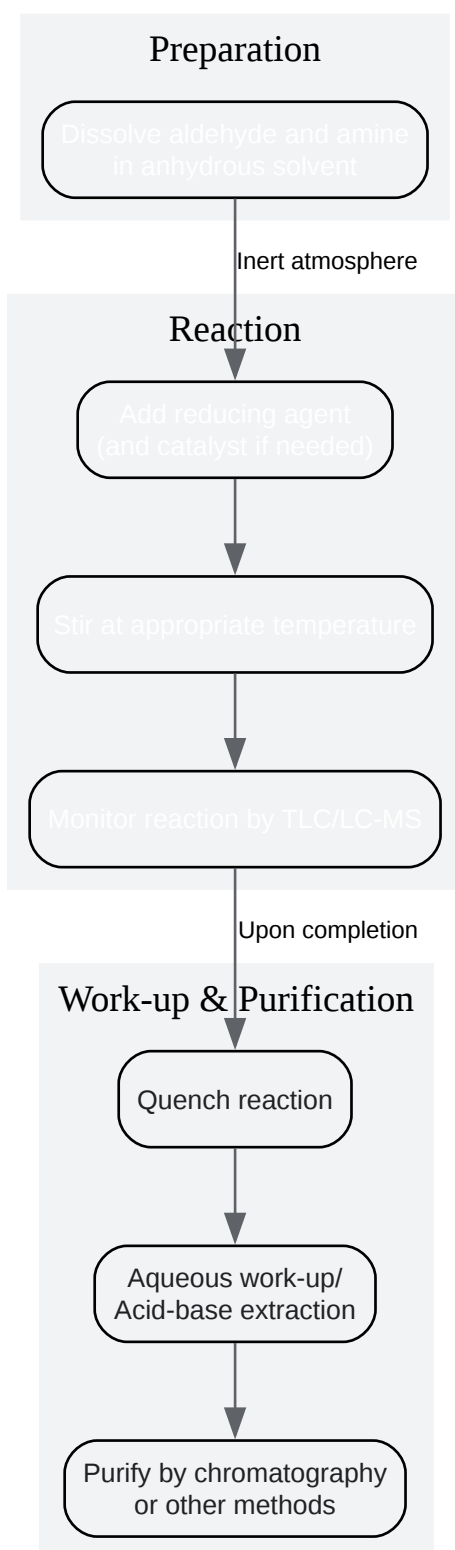 Preparation
Dissolve aldehyde and amine
in anhydrous solvent
Inert atmosphere
Reaction
Add reducing agent
(and catalyst if needed)
Stir at appropriate temperature
Monitor reaction by TLC/LC-MS
Upon completion
Work-up & Purification
Quench reaction
Aqueous work-up/
Acid-base extraction
Purify by chromatography
or other methods